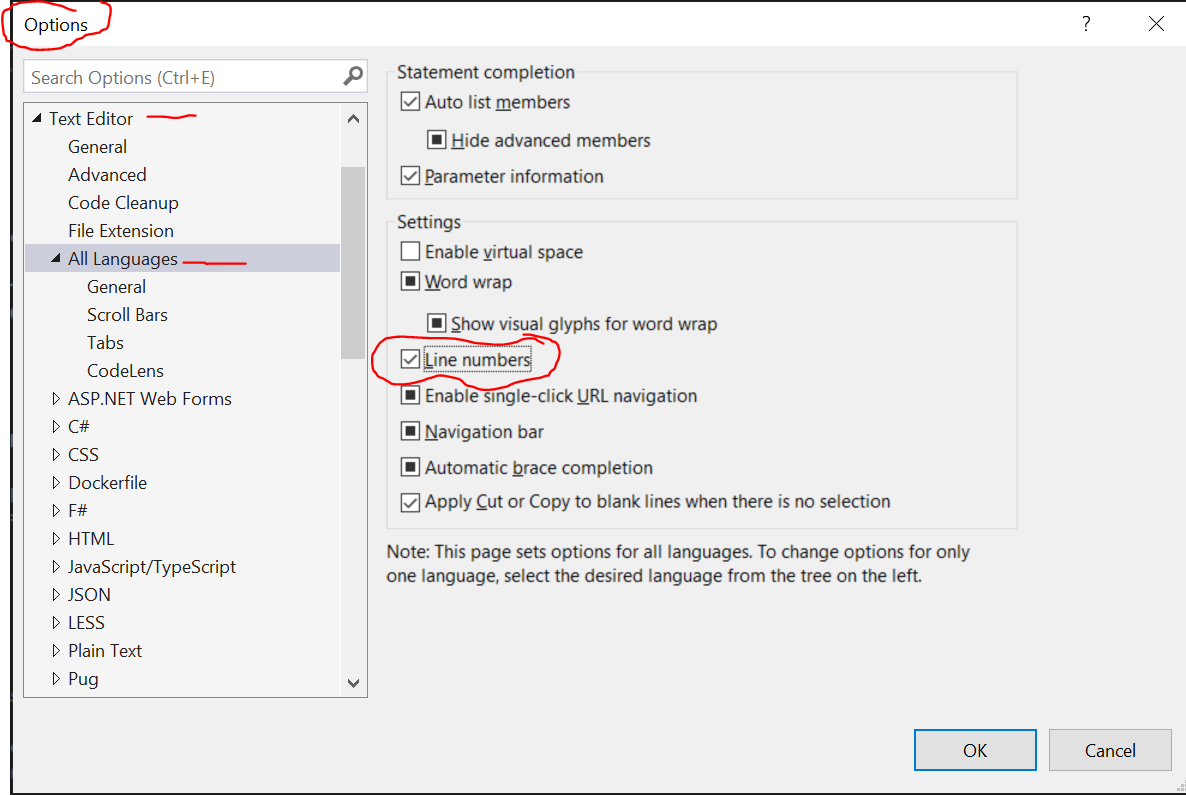 Options
?
Search Options (Ctrl+E)
Text Editor
General
Advanced
Code Cleanup
File Extension
All Languages
General
Scroll Bars
Tabs
CodeLens
ASP.NET Web Forms
C#
CSS
Dockerfile
F#
HTML
JavaScript/TypeScript
JSON
LESS
Plain Text
Pug
Statement completion
Auto list members
Hide advanced members
Parameter information
Settings
Enable virtual space
Word wrap
Show visual glyphs for word wrap
Line numbers
Enable single-click URL navigation
Navigation bar
Automatic brace completion
Apply Cut or Copy to blank lines when there is no selection
Note: This page sets options for all languages. To change options for only
one language, select the desired language from the tree on the left.
OK
Cancel